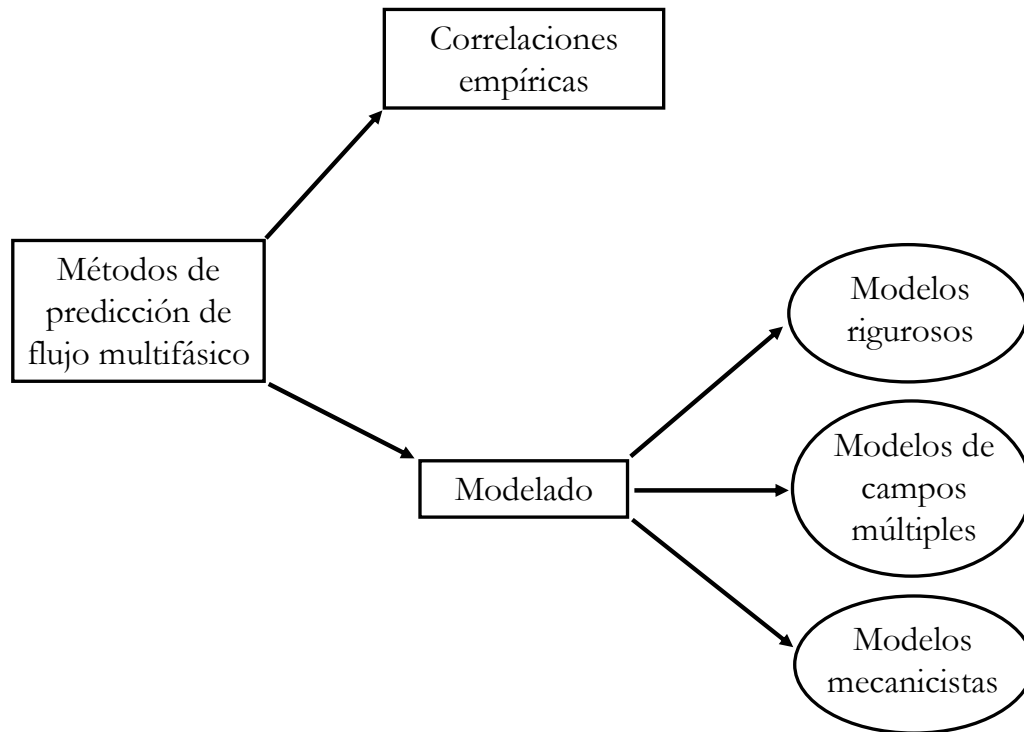 Correlaciones
empíricas
Métodos de
predicción de
flujo multifásico
Modelado
Modelos
rigurosos
Modelos de
campos
múltiples
Modelos
mecanicistas